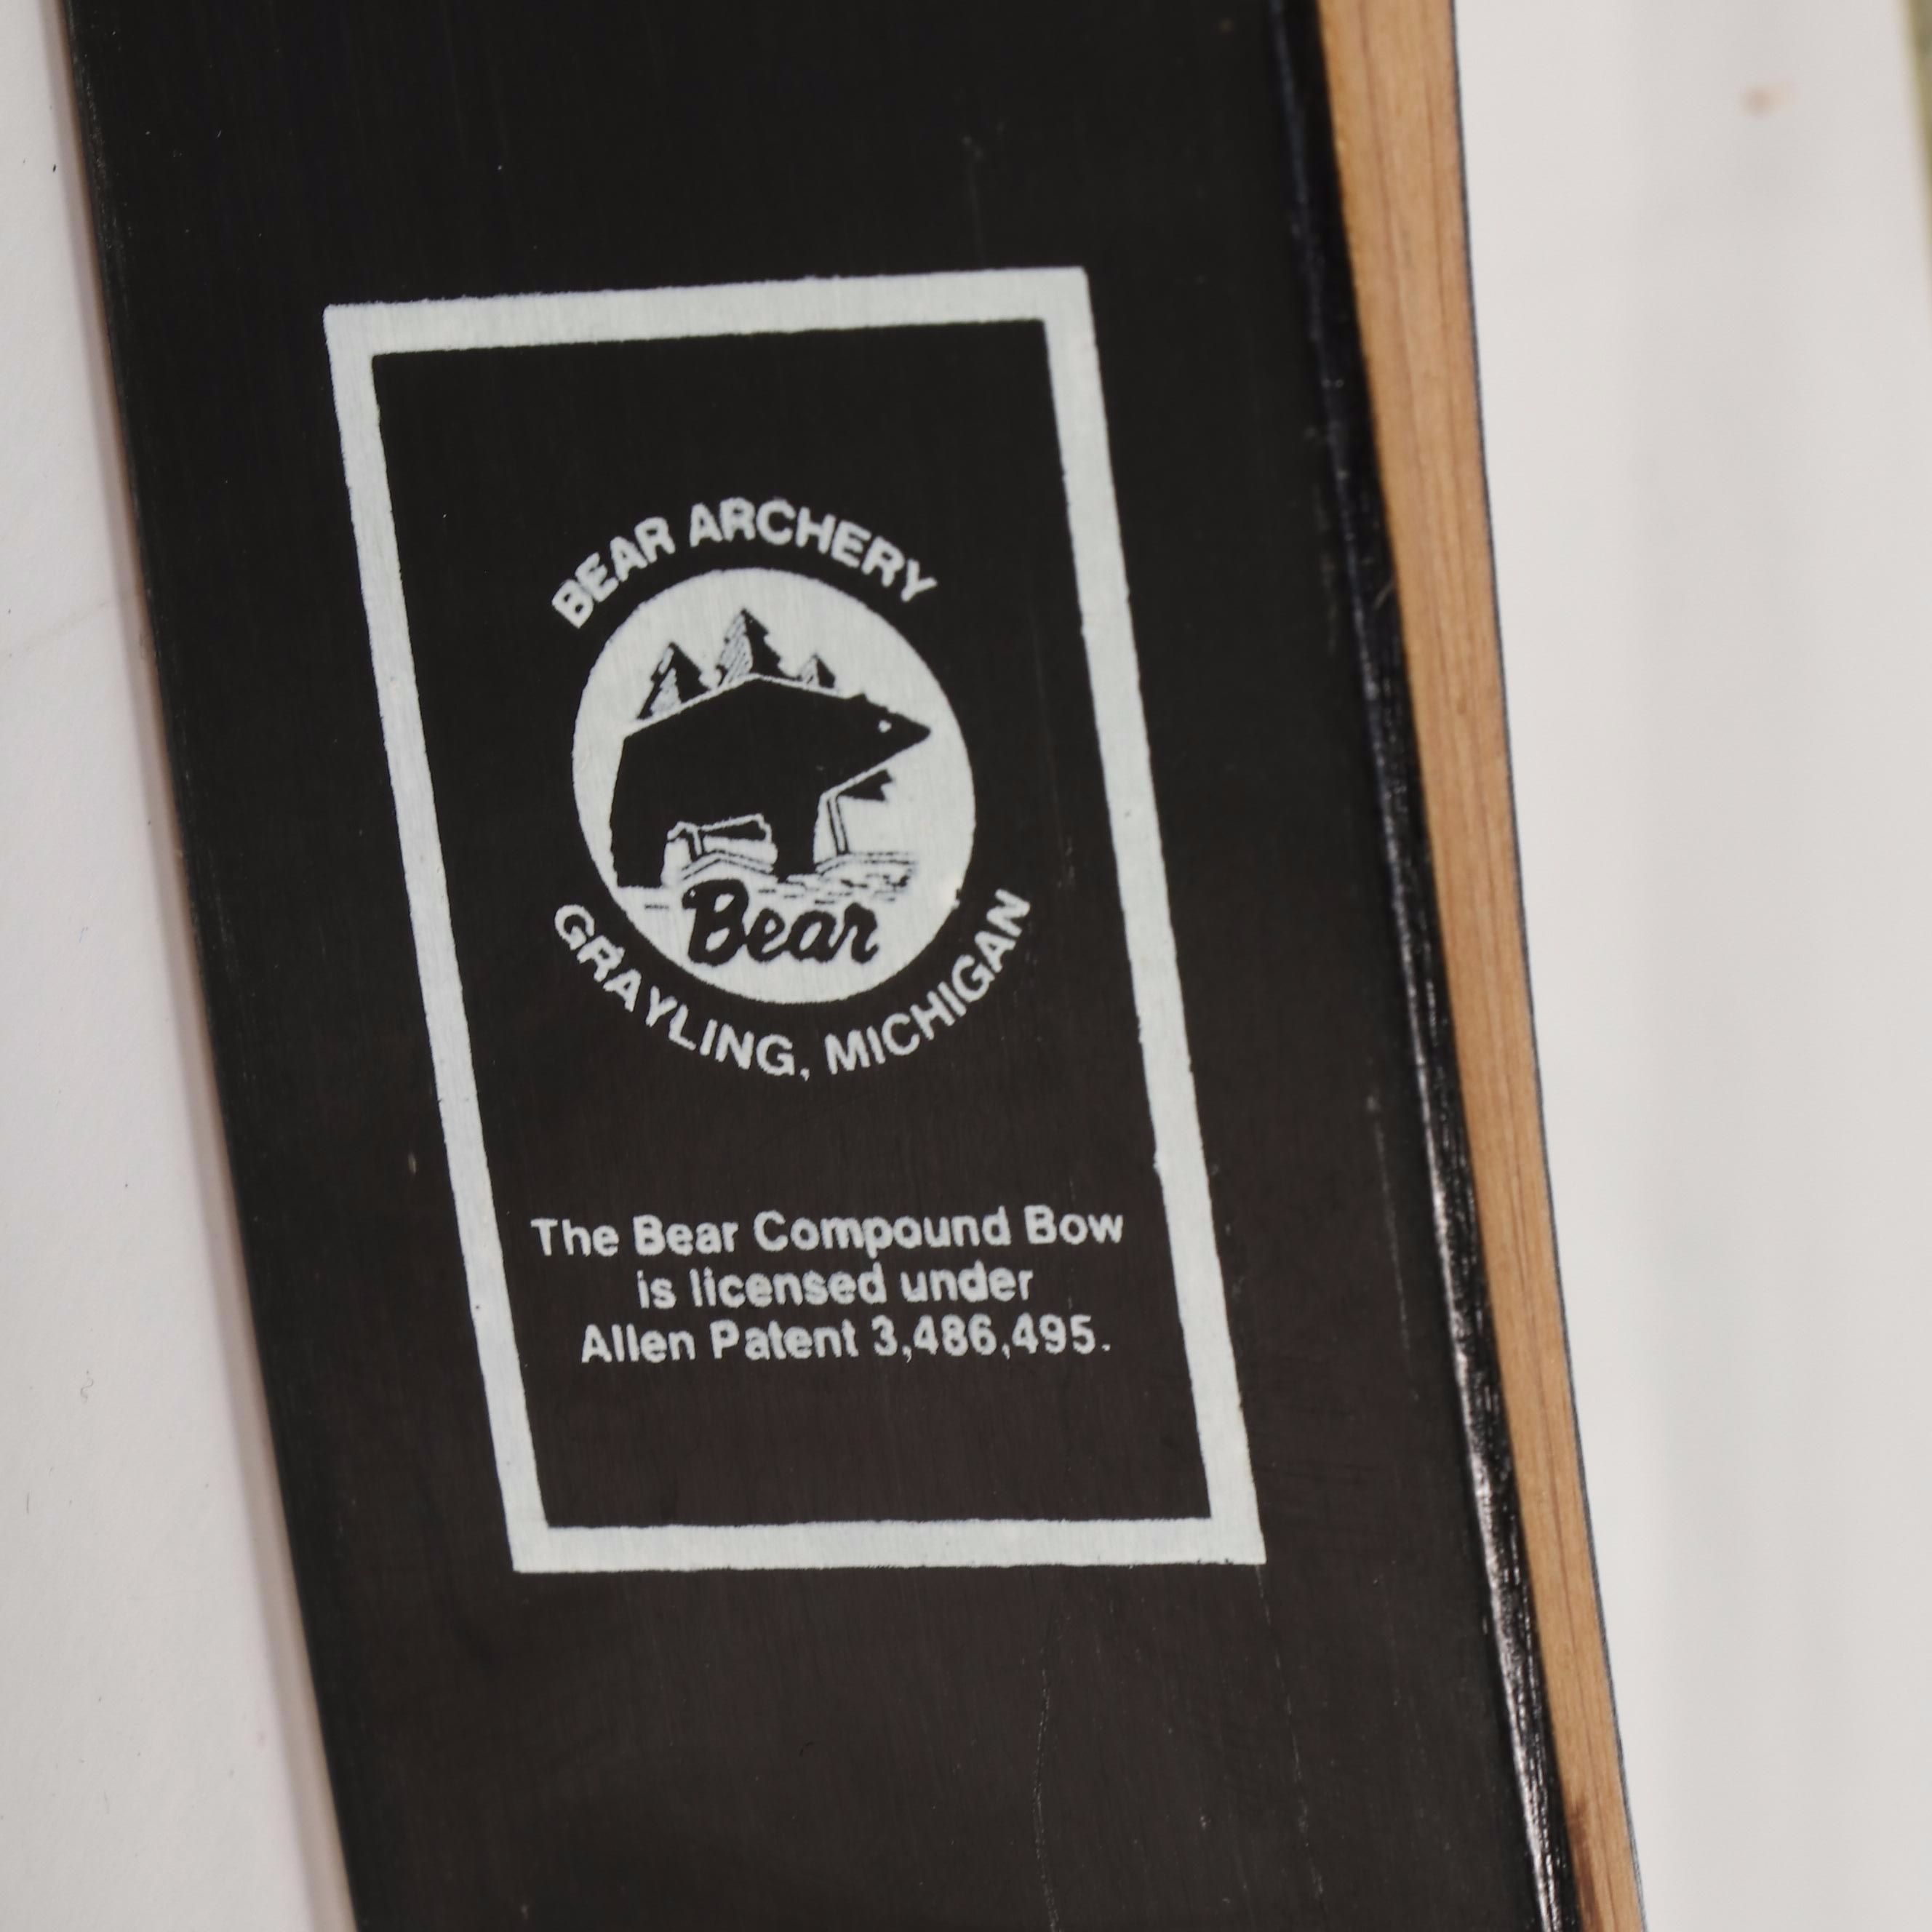 BEAR ARCHERY
Bear
GRAYLING, MICHIGAN
The Bear Compound Bow
is licensed under
Allen Patent 3,486,495.